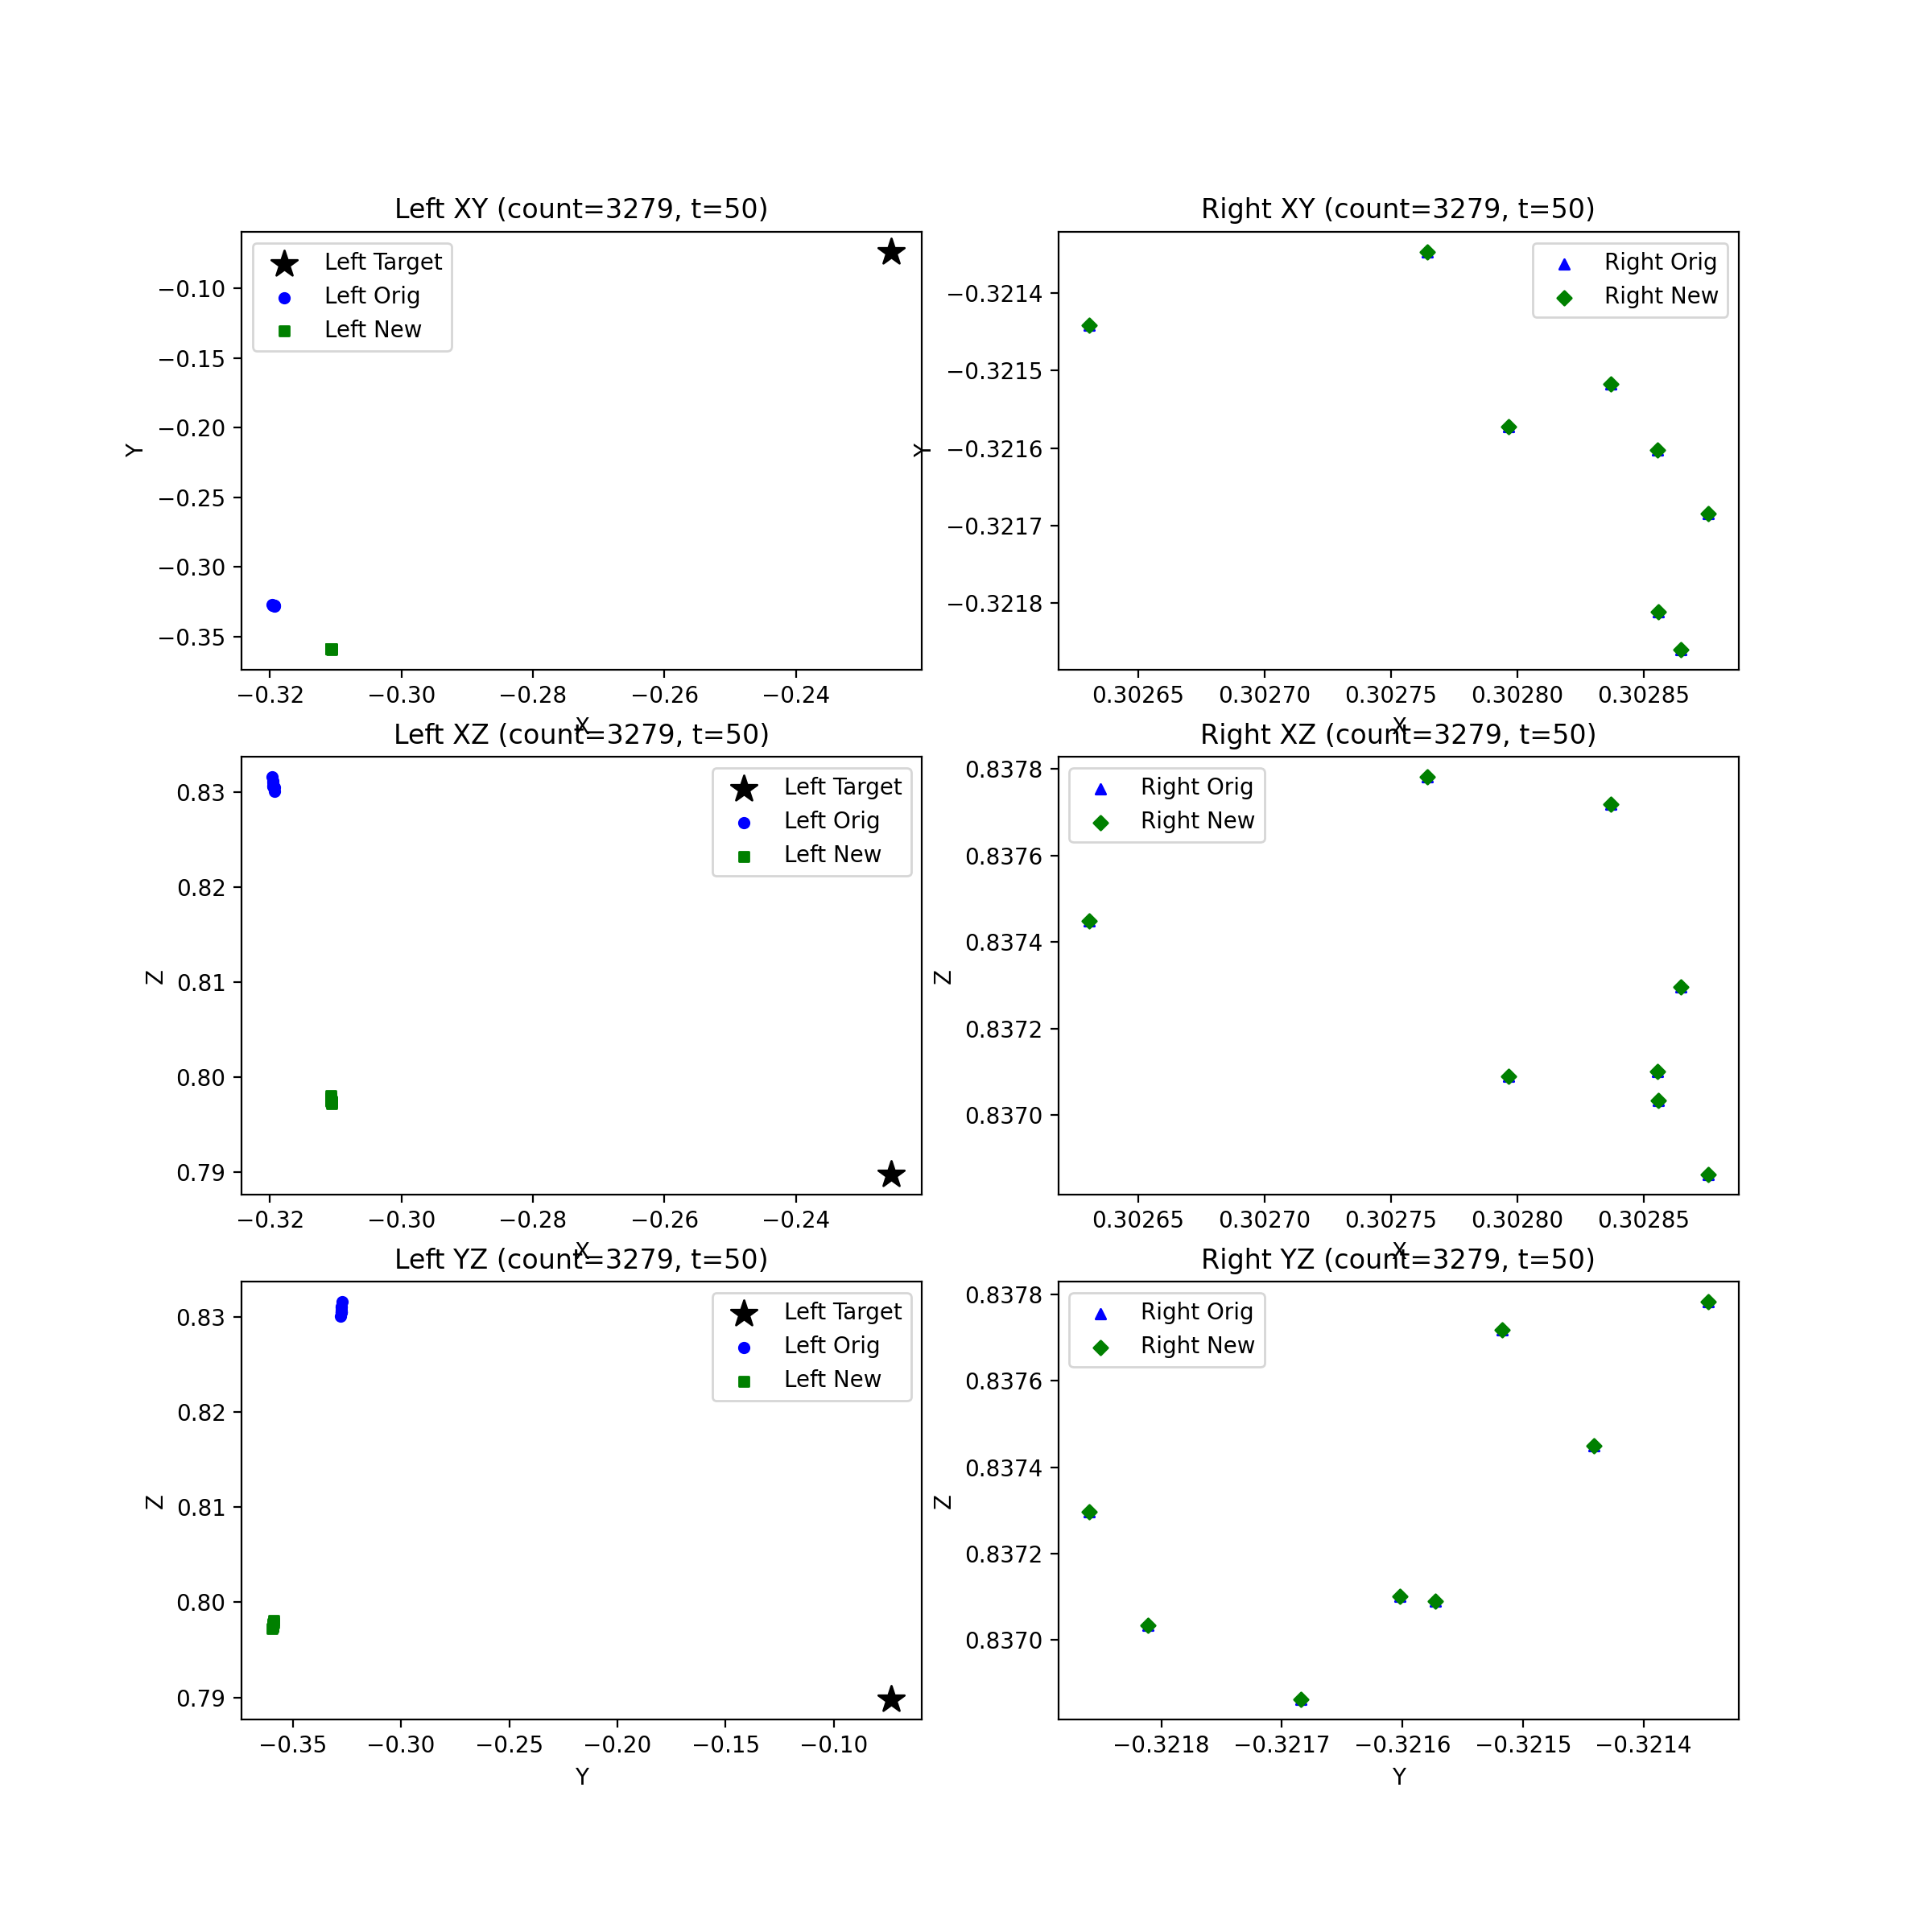 Left XY (count=3279, t=50)
Left Target
Left Orig
Left New
−0.10
−0.15
−0.20
−0.25
−0.30
−0.35
Y
−0.32 −0.30 −0.28 −0.26 −0.24
X
Right XY (count=3279, t=50)
Right Orig
Right New
−0.3214
−0.3215
−0.3216
−0.3217
−0.3218
Y
0.30265 0.30270 0.30275 0.30280 0.30285
X
Left XZ (count=3279, t=50)
Left Target
Left Orig
Left New
0.83
0.82
0.81
0.80
0.79
Z
−0.32 −0.30 −0.28 −0.26 −0.24
X
Right XZ (count=3279, t=50)
Right Orig
Right New
0.8378
0.8376
0.8374
0.8372
0.8370
Z
0.30265 0.30270 0.30275 0.30280 0.30285
X
Left YZ (count=3279, t=50)
Left Target
Left Orig
Left New
0.83
0.82
0.81
0.80
0.79
Z
−0.35 −0.30 −0.25 −0.20 −0.15 −0.10
Y
Right YZ (count=3279, t=50)
Right Orig
Right New
0.8378
0.8376
0.8374
0.8372
0.8370
Z
−0.3218 −0.3217 −0.3216 −0.3215 −0.3214
Y